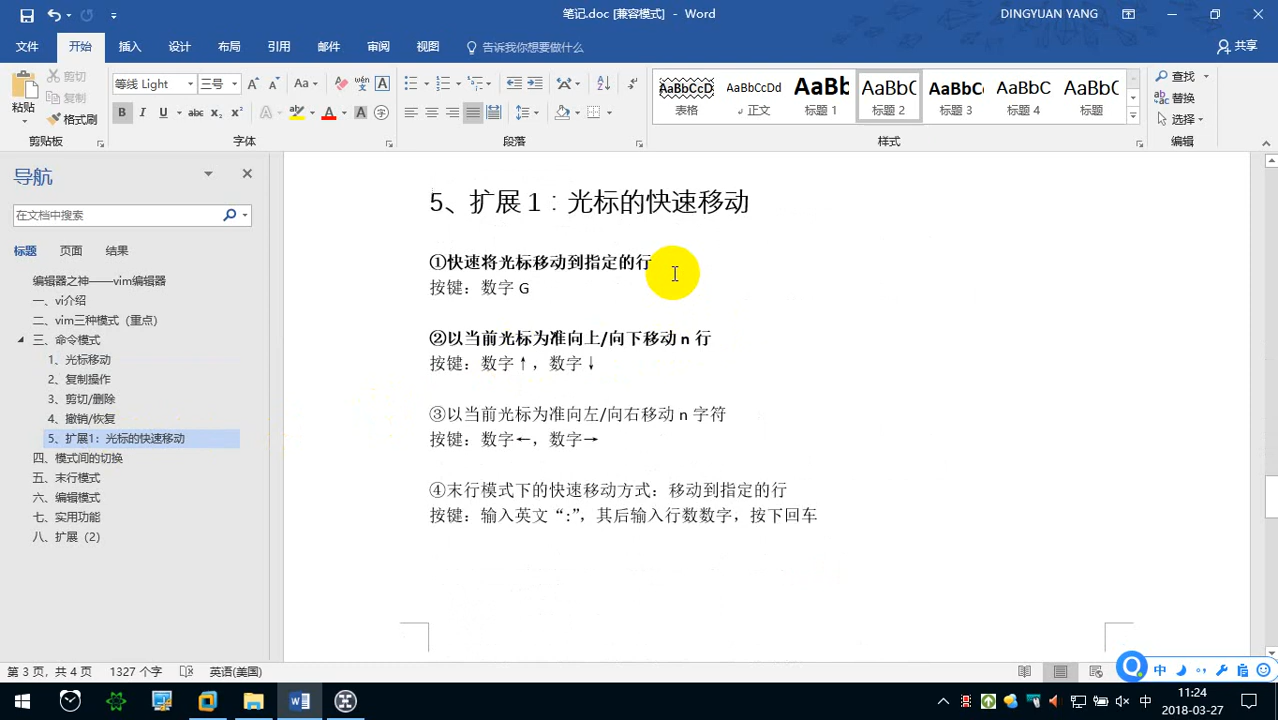 笔记.doc [兼容模式] - Word
DINGYUAN YANG
文件 开始 插入 设计 布局 引用 邮件 审阅 视图 告诉我你想要做什么 共享
粘贴 剪切 复制 格式刷
等线 Light 三号
AaBbCcDd 表格
AaBbCcDd 正文
AaBb 标题 1
AaBbC 标题 2
AaBbC 标题 3
AaBbC 标题 4
AaBbC 标题
查找
替换
选择
剪贴板 字体 段落 样式 编辑
导航
在文档中搜索
标题 页面 结果
编辑器之神——vim编辑器
一、vi介绍
二、vim三种模式（重点）
三、命令模式
1、光标移动
2、复制操作
3、剪切/删除
4、撤销/恢复
5、扩展1：光标的快速移动
四、模式间的切换
五、末行模式
六、编辑模式
七、实用功能
八、扩展（2）
5、扩展 1：光标的快速移动
①快速将光标移动到指定的行
按键：数字 G
②以当前光标为准向上/向下移动 n 行
按键：数字↑，数字↓
③以当前光标为准向左/向右移动 n 字符
按键：数字←，数字→
④末行模式下的快速移动方式：移动到指定的行
按键：输入英文“:”，其后输入行数数字，按下回车
第 3 页，共 4 页 1327 个字 英语(美国)
中
中 11:24
2018-03-27